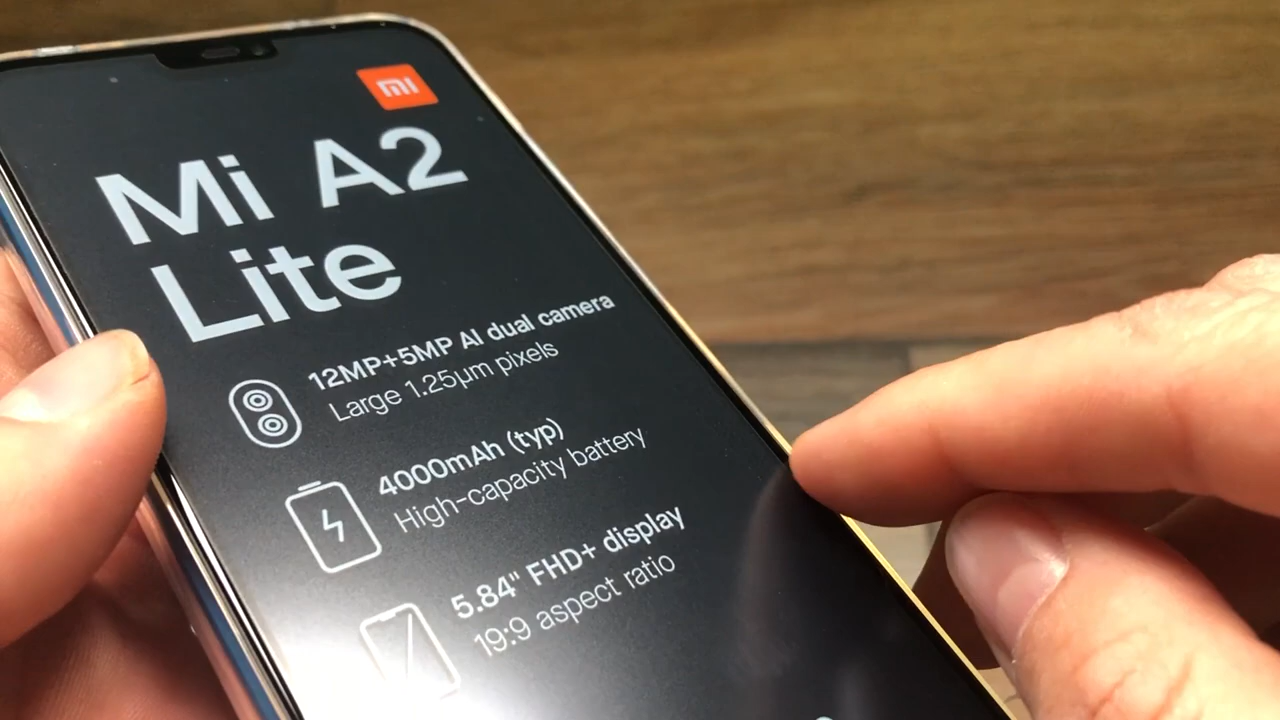 mi
Mi A2
Lite
12MP+5MP AI dual camera
Large 1.25µm pixels
4000mAh (typ)
High-capacity battery
5.84" FHD+ display
19:9 aspect ratio